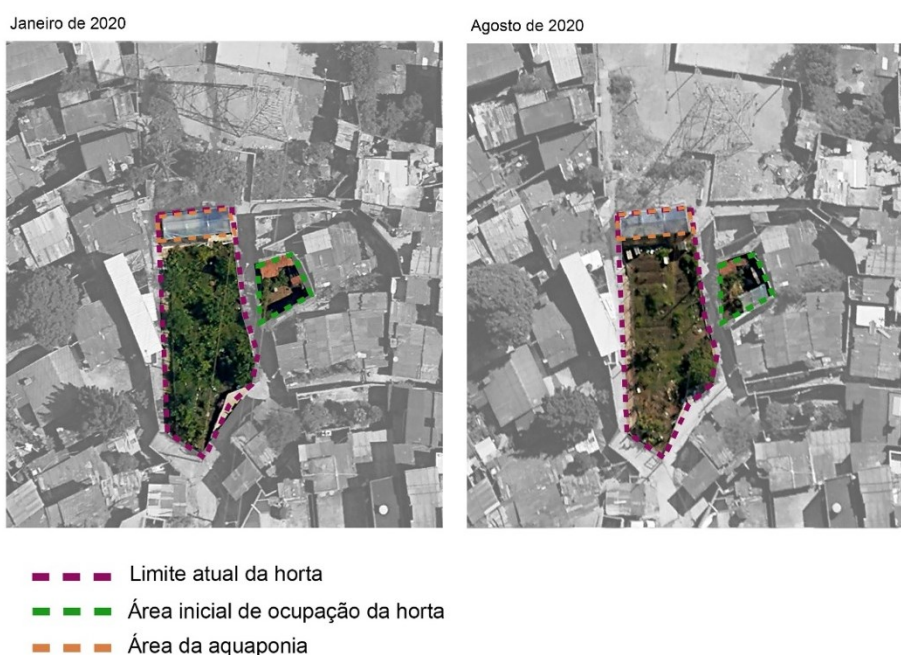 Janeiro de 2020
Agosto de 2020
Limite atual da horta
Área inicial de ocupação da horta
Área da aquaponia